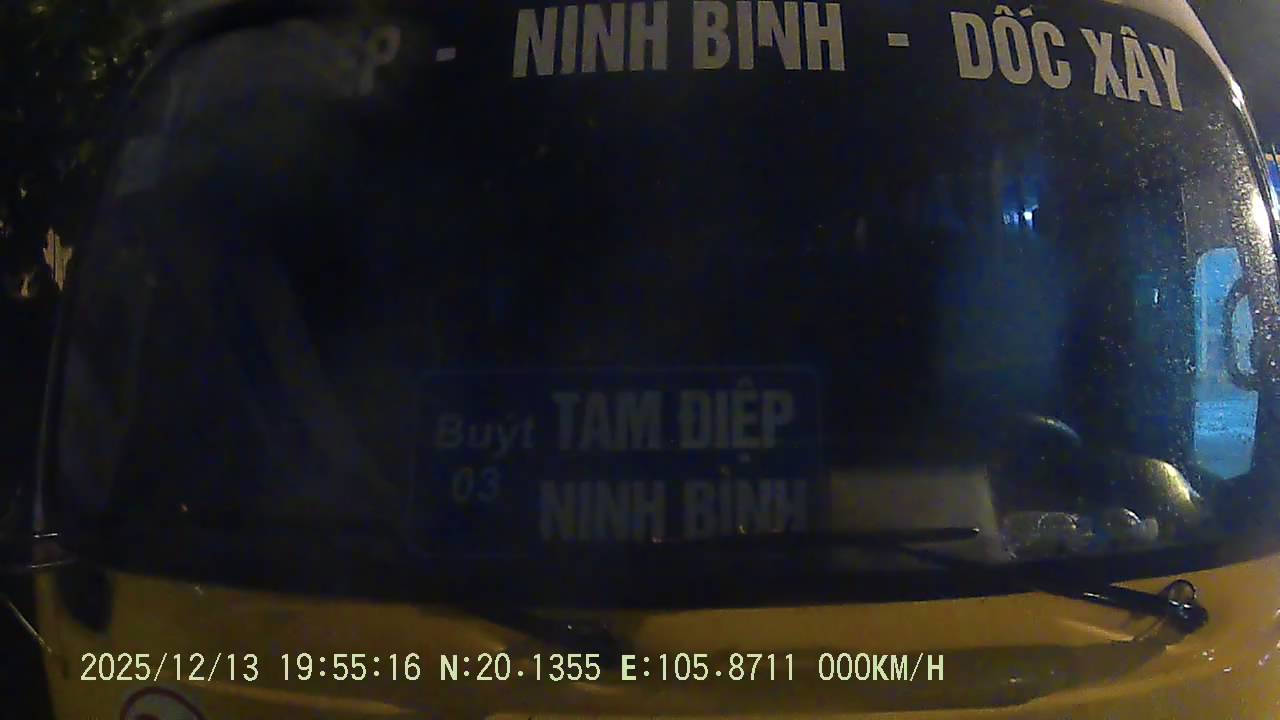 P - NINH BÌNH - DỐC XÂY
Buýt 03
TAM ĐIỆP
NINH BÌNH
2025/12/13 19:55:16 N:20.1355 E:105.8711 000KM/H